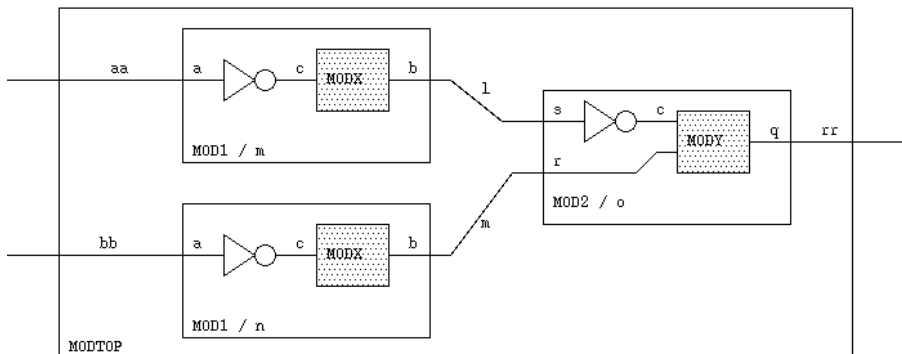 aa
a
c
MODX
b
MOD1 / m
l
s
c
MODY
q
rr
r
MOD2 / o
m
bb
a
c
MODX
b
MOD1 / n
MODTOP